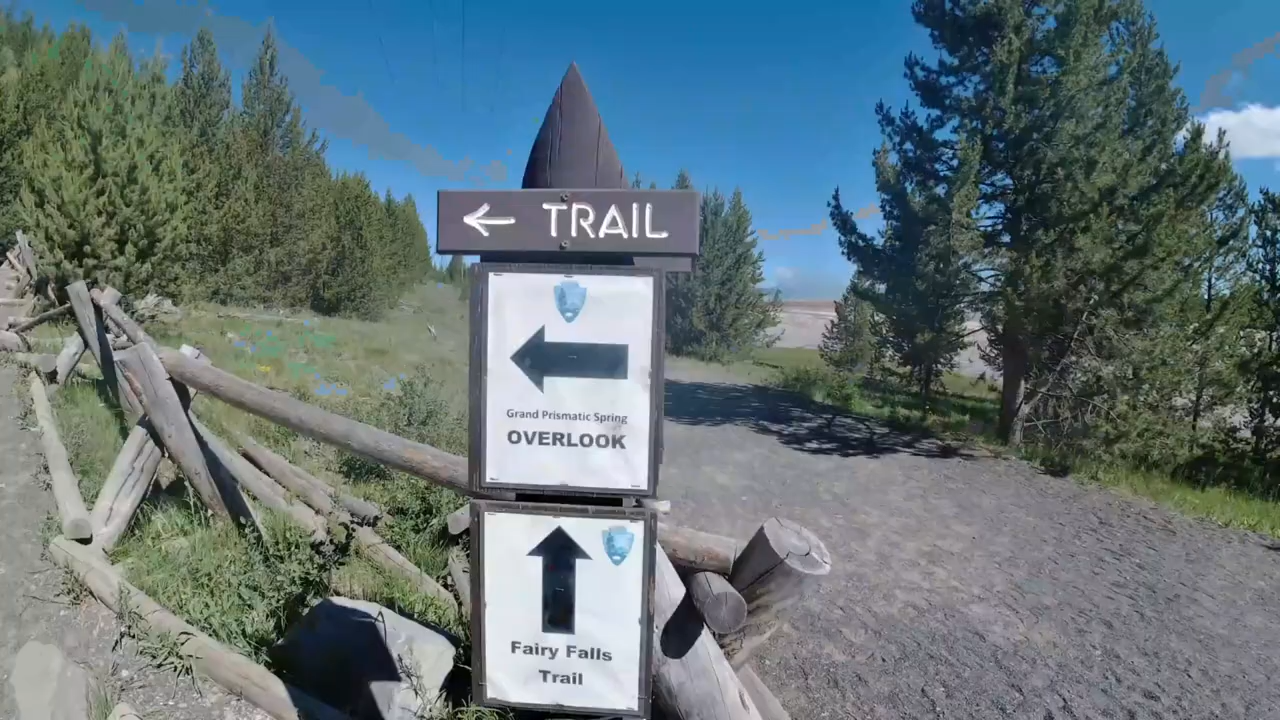 ← TRAIL
Grand Prismatic Spring
OVERLOOK
Fairy Falls
Trail